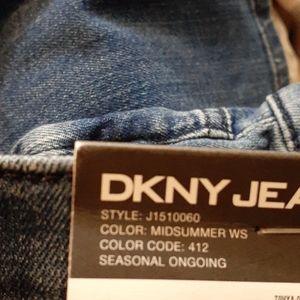 DKNY JEA
STYLE: J1510060
COLOR: MIDSUMMER WS
COLOR CODE: 412
SEASONAL ONGOING